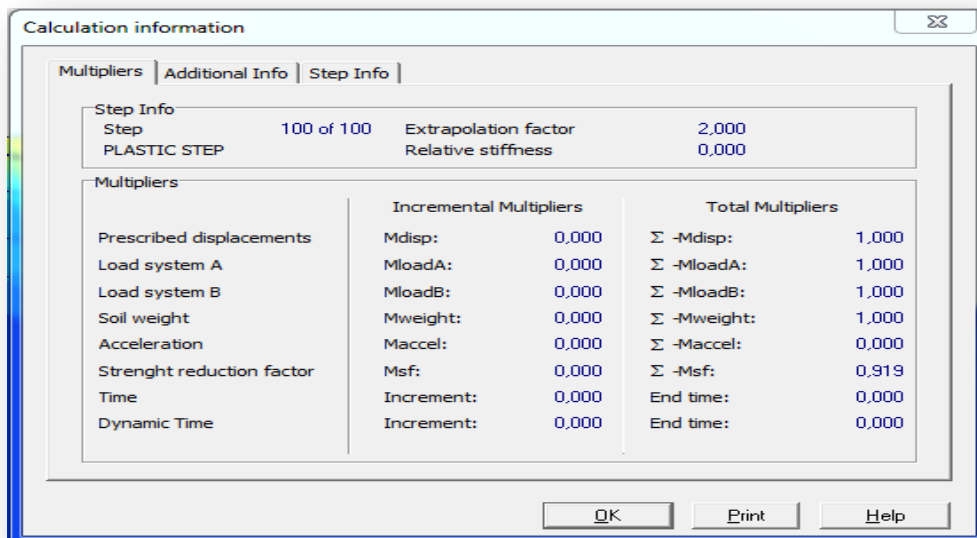 Calculation information
Multipliers Additional Info Step Info
Step Info
Step 100 of 100 Extrapolation factor 2,000
PLASTIC STEP Relative stiffness 0,000
Multipliers
Incremental Multipliers Total Multipliers
Prescribed displacements Mdisp: 0,000 Σ -Mdisp: 1,000
Load system A MloadA: 0,000 Σ -MloadA: 1,000
Load system B MloadB: 0,000 Σ -MloadB: 1,000
Soil weight Mweight: 0,000 Σ -Mweight: 1,000
Acceleration Maccel: 0,000 Σ -Maccel: 0,000
Strenght reduction factor Msf: 0,000 Σ -Msf: 0,919
Time Increment: 0,000 End time: 0,000
Dynamic Time Increment: 0,000 End time: 0,000
OK Print Help